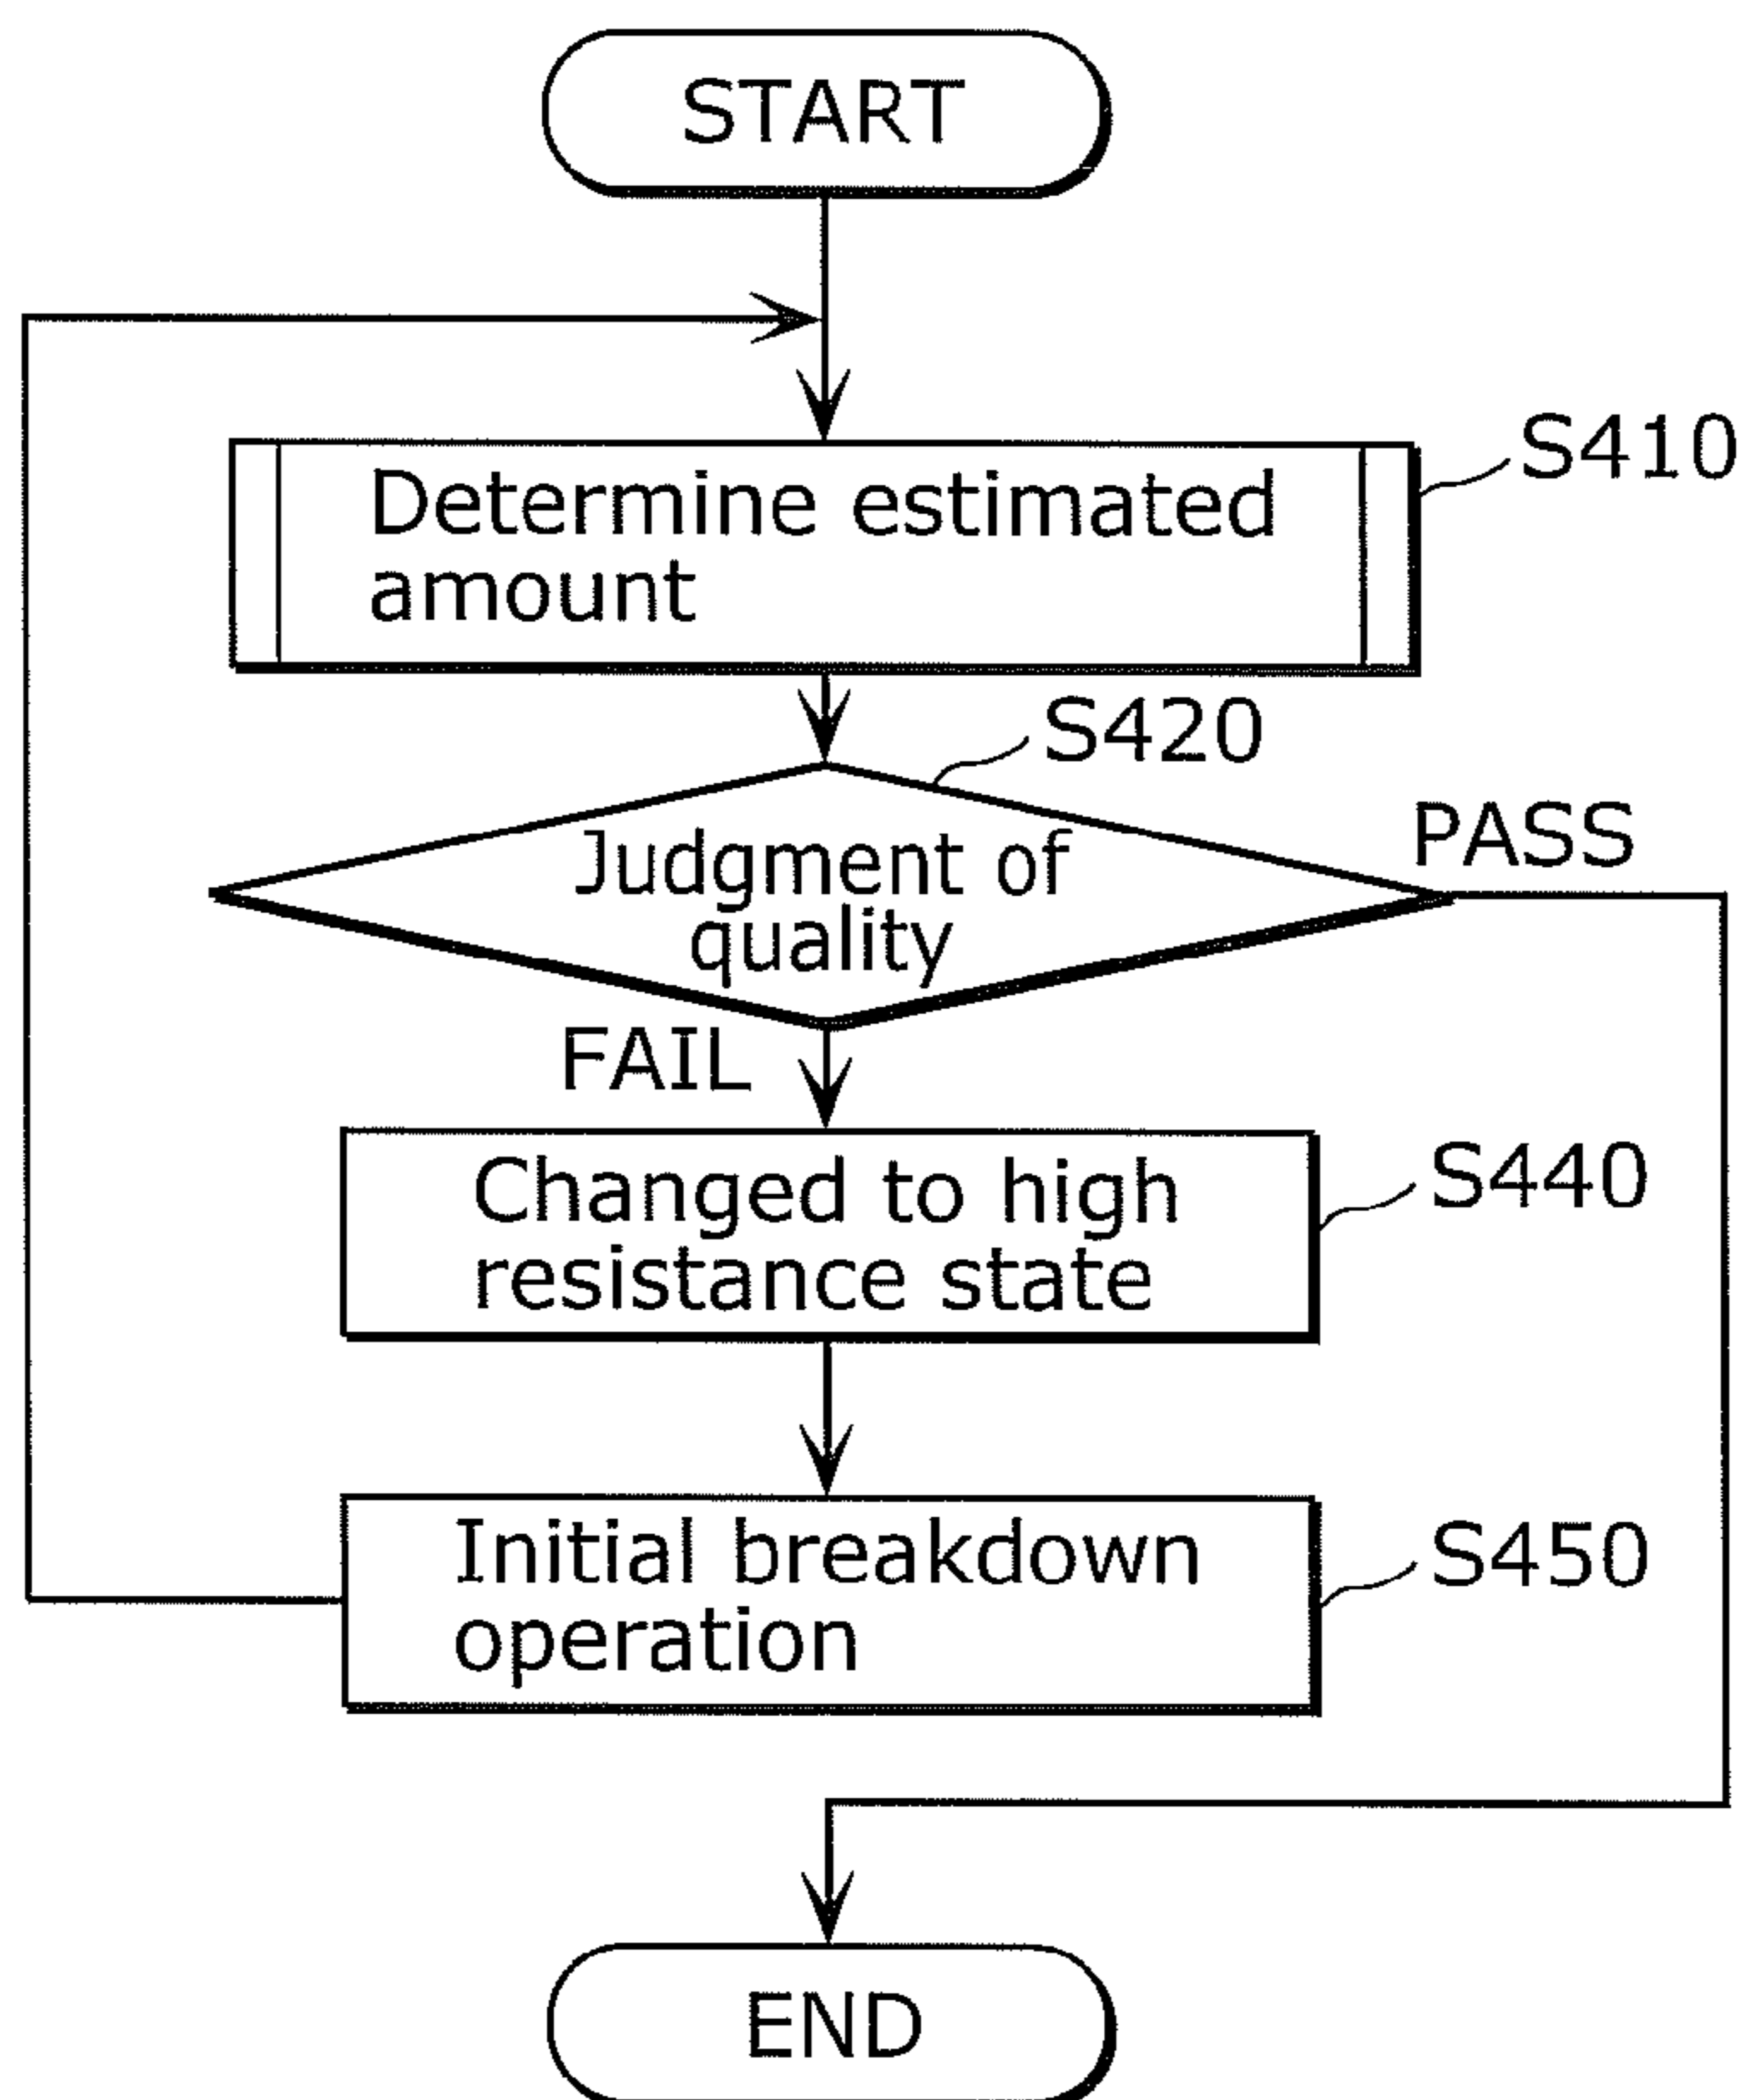 START
Determine estimated
amount
S410
S420
Judgment of
quality
PASS
FAIL
Changed to high
resistance state
S440
Initial breakdown
operation
S450
END